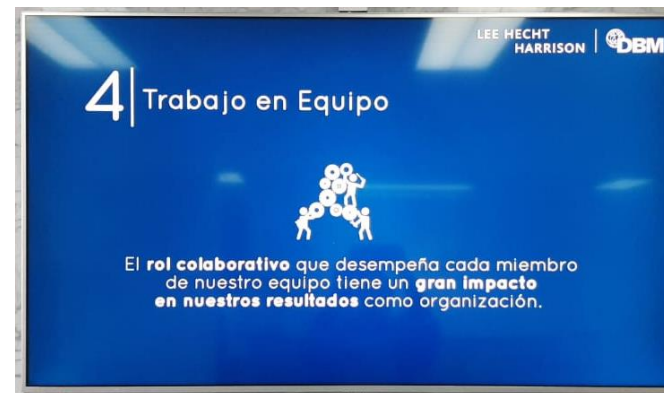 LEE HECHT
HARRISON
DBM
4
Trabajo en Equipo
El rol colaborativo que desempeña cada miembro
de nuestro equipo tiene un gran impacto
en nuestros resultados como organización.